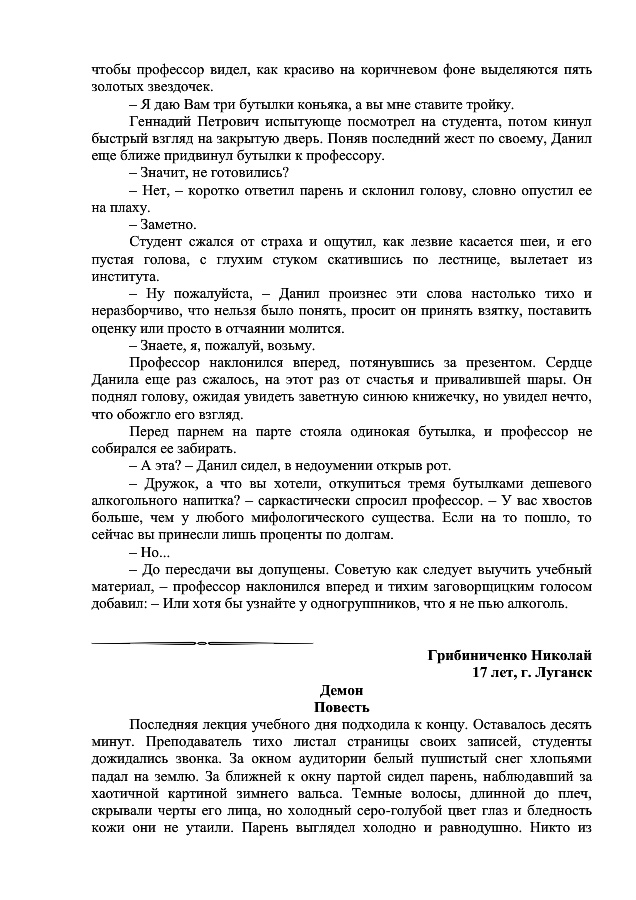 чтобы профессор видел, как красиво на коричневом фоне выделяются пять
золотых звездочек.
– Я даю Вам три бутылки коньяка, а вы мне ставите тройку.
Геннадий Петрович испытующе посмотрел на студента, потом кинул
быстрый взгляд на закрытую дверь. Поняв последний жест по своему, Данил
еще ближе придвинул бутылки к профессору.
– Значит, не готовились?
– Нет, – коротко ответил парень и склонил голову, словно опустил ее
на плаху.
– Заметно.
Студент сжался от страха и ощутил, как лезвие касается шеи, и его
пустая голова, с глухим стуком скатившись по лестнице, вылетает из
института.
– Ну пожалуйста, – Данил произнес эти слова настолько тихо и
неразборчиво, что нельзя было понять, просит он принять взятку, поставить
оценку или просто в отчаянии молится.
– Знаете, я, пожалуй, возьму.
Профессор наклонился вперед, потянувшись за презентом. Сердце
Данила еще раз сжалось, на этот раз от счастья и привалившей шары. Он
поднял голову, ожидая увидеть заветную синюю книжечку, но увидел нечто,
что обожгло его взгляд.
Перед парнем на парте стояла одинокая бутылка, и профессор не
собирался ее забирать.
– А эта? – Данил сидел, в недоумении открыв рот.
– Дружок, а что вы хотели, откупиться тремя бутылками дешевого
алкогольного напитка? – саркастически спросил профессор. – У вас хвостов
больше, чем у любого мифологического существа. Если на то пошло, то
сейчас вы принесли лишь проценты по долгам.
– Но...
– До пересдачи вы допущены. Советую как следует выучить учебный
материал, – профессор наклонился вперед и тихим заговорщицким голосом
добавил: – Или хотя бы узнайте у одногруппников, что я не пью алкоголь.
Грибиниченко Николай
17 лет, г. Луганск
Демон
Повесть
Последняя лекция учебного дня подходила к концу. Оставалось десять
минут. Преподаватель тихо листал страницы своих записей, студенты
дожидались звонка. За окном аудитории белый пушистый снег хлопьями
падал на землю. За ближней к окну партой сидел парень, наблюдавший за
хаотичной картиной зимнего вальса. Темные волосы, длинной до плеч,
скрывали черты его лица, но холодный серо-голубой цвет глаз и бледность
кожи они не утаили. Парень выглядел холодно и равнодушно. Никто из